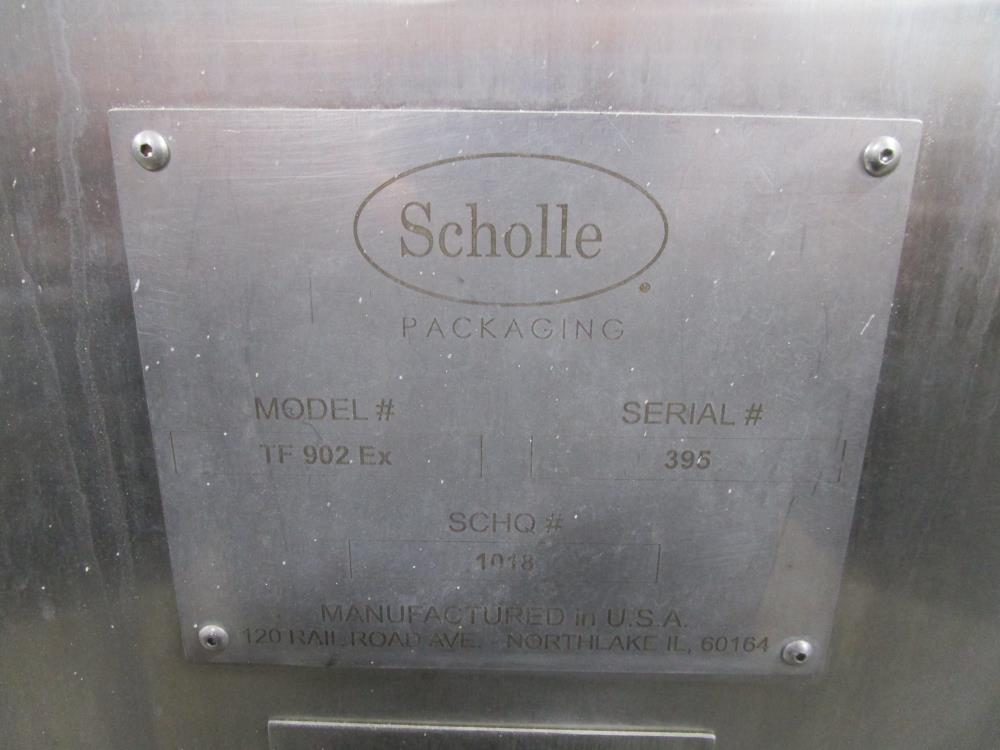 Scholle ®
PACKAGING
MODEL # SERIAL #
TF 902 Ex 395
SCHQ #
1018
MANUFACTURED in U.S.A.
120 RAILROAD AVE. NORTHLAKE IL, 60164